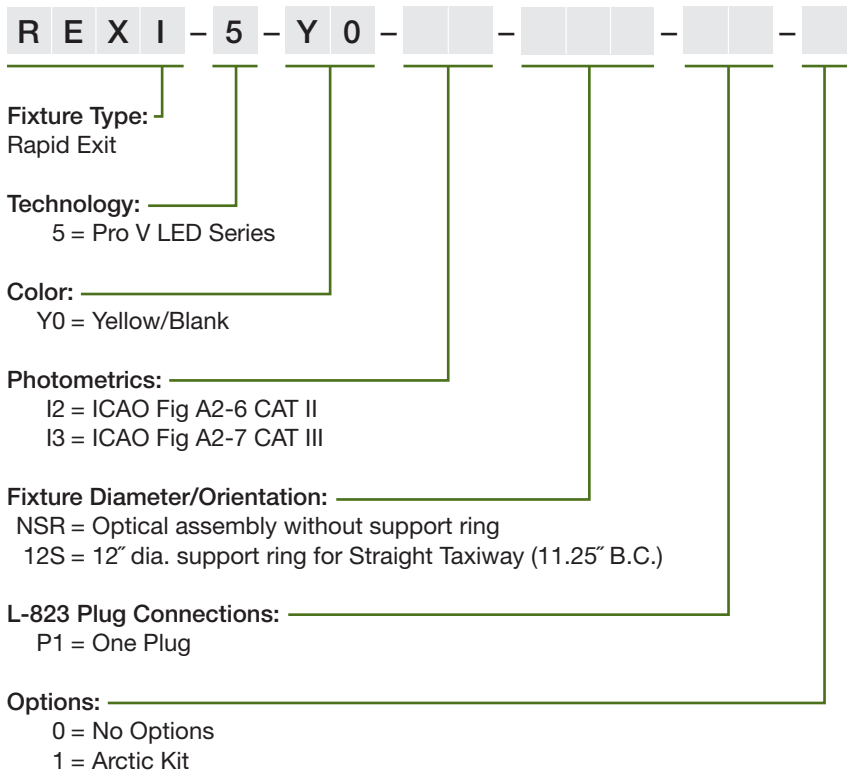 REXI – 5 – Y0 – – – –
Fixture Type:
Rapid Exit
Technology:
5 = Pro V LED Series
Color:
Y0 = Yellow/Blank
Photometrics:
I2 = ICAO Fig A2-6 CAT II
I3 = ICAO Fig A2-7 CAT III
Fixture Diameter/Orientation:
NSR = Optical assembly without support ring
12S = 12˝ dia. support ring for Straight Taxiway (11.25˝ B.C.)
L-823 Plug Connections:
P1 = One Plug
Options:
0 = No Options
1 = Arctic Kit